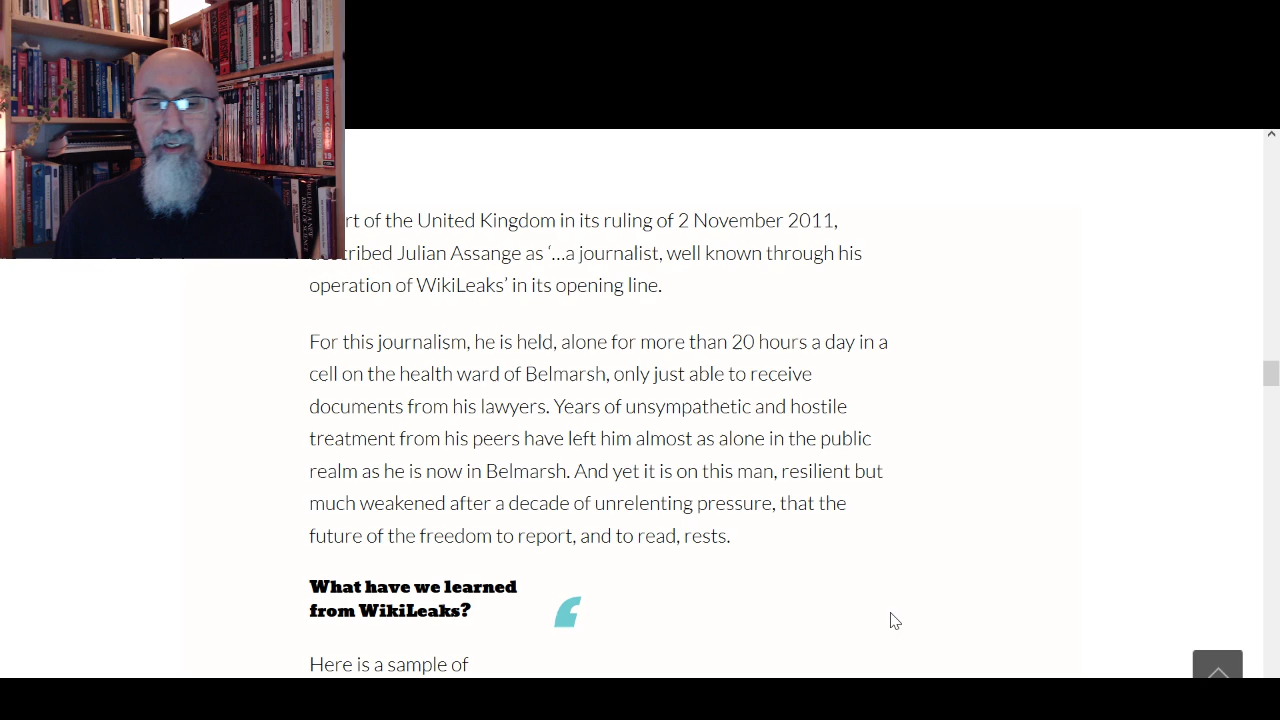 rt of the United Kingdom in its ruling of 2 November 2011,
ribed Julian Assange as ‘…a journalist, well known through his
operation of WikiLeaks’ in its opening line.
For this journalism, he is held, alone for more than 20 hours a day in a
cell on the health ward of Belmarsh, only just able to receive
documents from his lawyers. Years of unsympathetic and hostile
treatment from his peers have left him almost as alone in the public
realm as he is now in Belmarsh. And yet it is on this man, resilient but
much weakened after a decade of unrelenting pressure, that the
future of the freedom to report, and to read, rests.
What have we learned
from WikiLeaks?
Here is a sample of